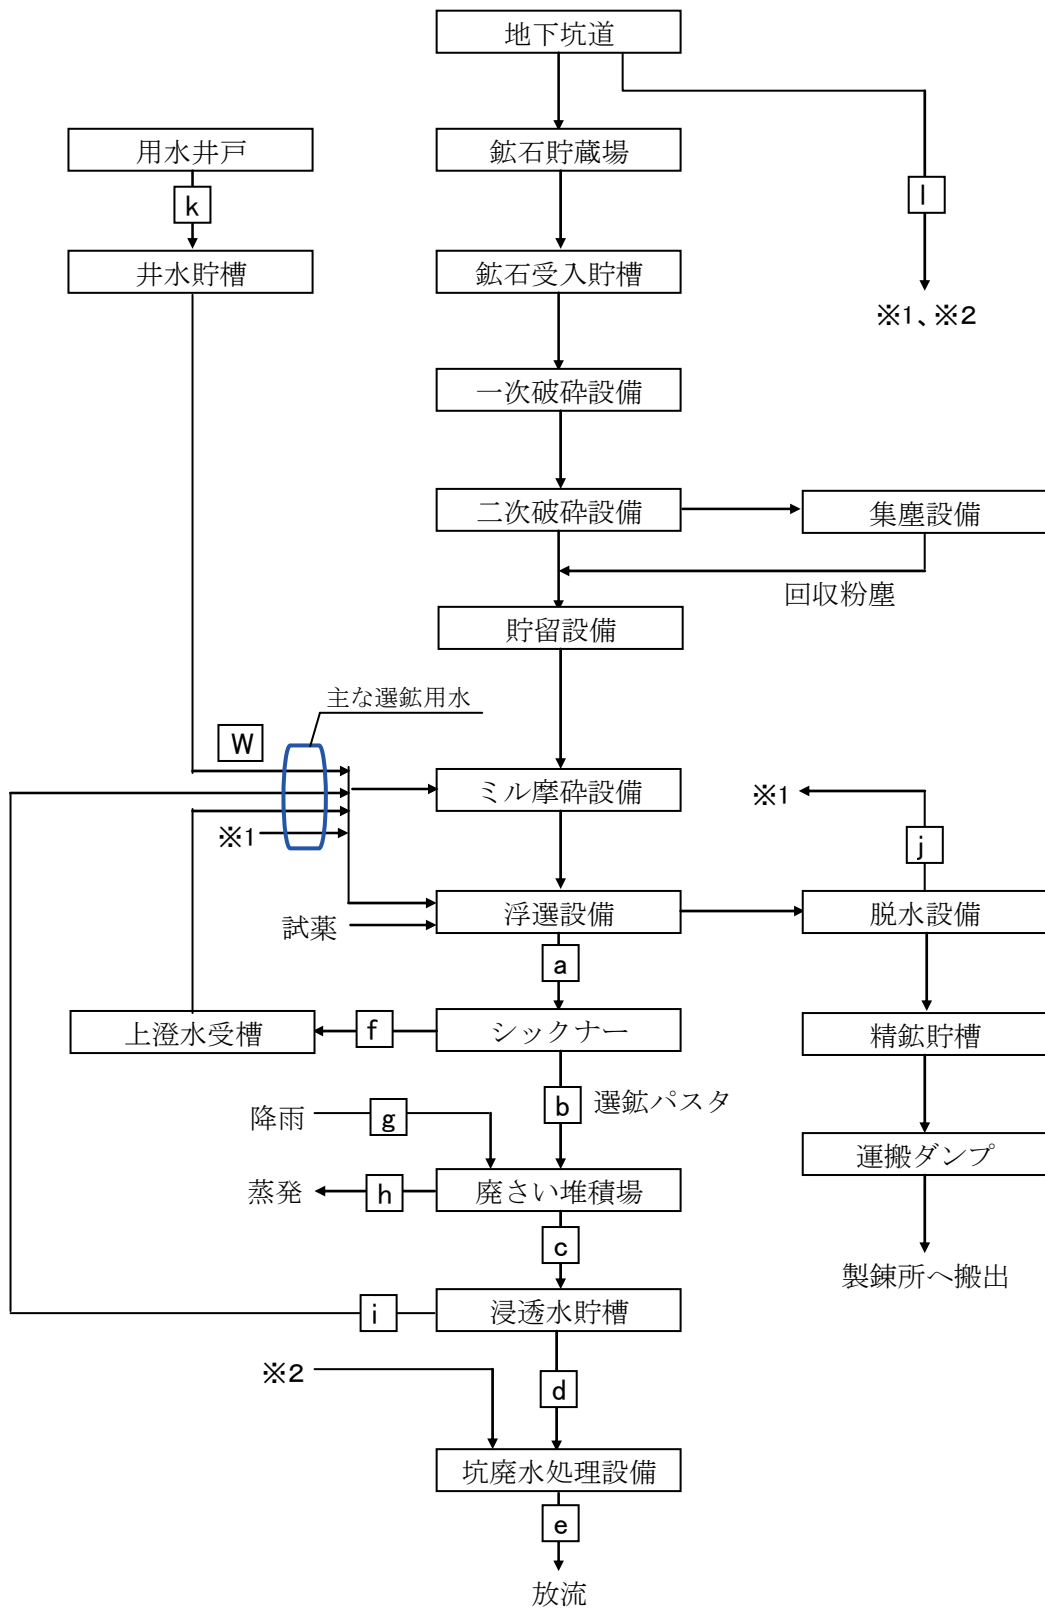 地下坑道
用水井戸
鉱石貯蔵場
k
l
井水貯槽
鉱石受入貯槽
※1、※2
一次破砕設備
二次破砕設備
集塵設備
回収粉塵
貯留設備
主な選鉱用水
W
ミル摩砕設備
※1
※1
j
試薬
浮選設備
脱水設備
a
上澄水受槽
f
シックナー
精鉱貯槽
b
選鉱パスタ
降雨
g
運搬ダンプ
蒸発
h
廃さい堆積場
c
製錬所へ搬出
i
浸透水貯槽
※2
d
坑廃水処理設備
e
放流